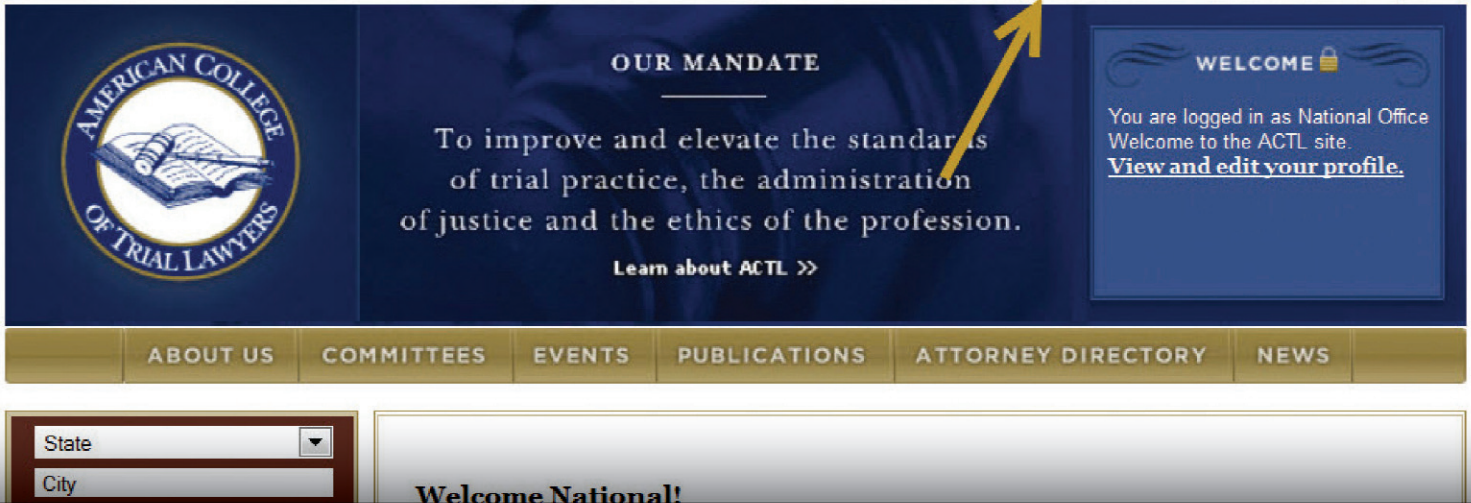 AMERICAN COLLEGE
OF TRIAL LAWYERS
OUR MANDATE
To improve and elevate the standards
of trial practice, the administration
of justice and the ethics of the profession.
Learn about ACTL >>
WELCOME
You are logged in as National Office
Welcome to the ACTL site.
View and edit your profile.
ABOUT US COMMITTEES EVENTS PUBLICATIONS ATTORNEY DIRECTORY NEWS
State
City
Welcome National!